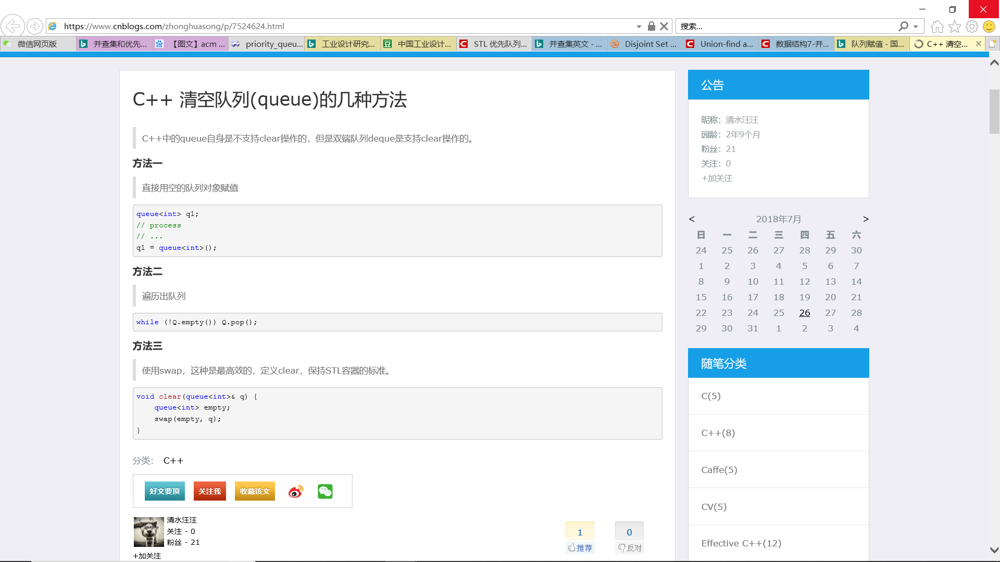 https://www.cnblogs.com/zhonghuasong/p/7524624.html
搜索...
微信网页版
并查集和优先...
【图文】acm ...
priority_queu...
工业设计研究...
中国工业设计...
STL 优先队列...
并查集英文 - ...
Disjoint Set ...
Union-find a...
数据结构7-并...
队列赋值 - 国...
C++ 清空...
C++ 清空队列(queue)的几种方法
C++中的queue自身是不支持clear操作的，但是双端队列deque是支持clear操作的。
方法一
直接用空的队列对象赋值
queue<int> q1;
// process
// ...
q1 = queue<int>();
方法二
遍历出队列
while (!Q.empty()) Q.pop();
方法三
使用swap，这种是最高效的，定义clear，保持STL容器的标准。
void clear(queue<int>& q) {
    queue<int> empty;
    swap(empty, q);
}
分类： C++
好文要顶 关注我 收藏该文
清水汪汪
关注 - 0
粉丝 - 21
+加关注
1
推荐
0
反对
公告
昵称：清水汪汪
园龄：2年9个月
粉丝：21
关注：0
+加关注
< 2018年7月 >
日 一 二 三 四 五 六
24 25 26 27 28 29 30
1 2 3 4 5 6 7
8 9 10 11 12 13 14
15 16 17 18 19 20 21
22 23 24 25 26 27 28
29 30 31 1 2 3 4
随笔分类
C(5)
C++(8)
Caffe(5)
CV(5)
Effective C++(12)